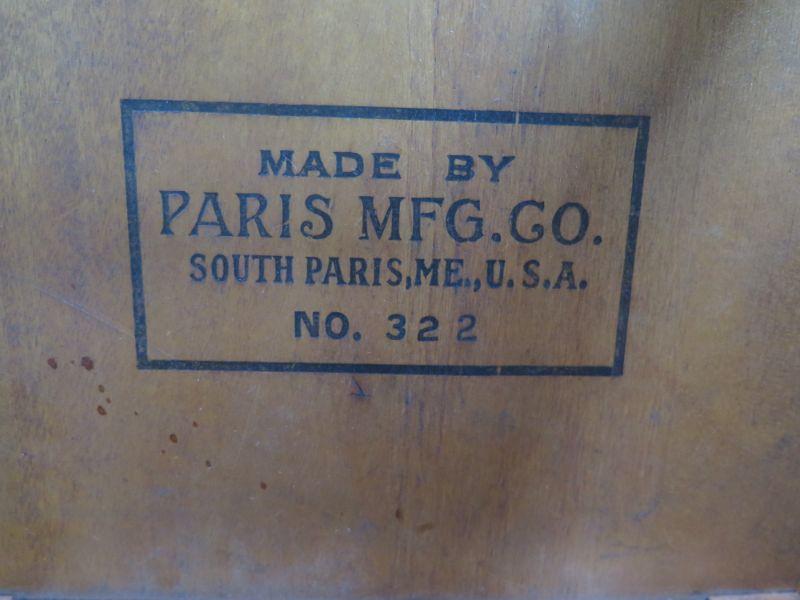 MADE BY
PARIS MFG. CO.
SOUTH PARIS, ME., U.S.A.
NO. 322